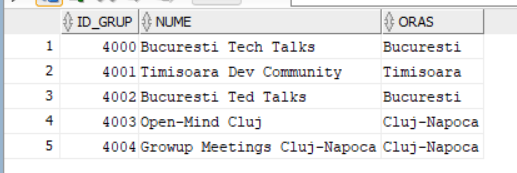 ID_GRUP NUME ORAS
1 4000 Bucuresti Tech Talks Bucuresti
2 4001 Timisoara Dev Community Timisoara
3 4002 Bucuresti Ted Talks Bucuresti
4 4003 Open-Mind Cluj Cluj-Napoca
5 4004 Growup Meetings Cluj-Napoca Cluj-Napoca